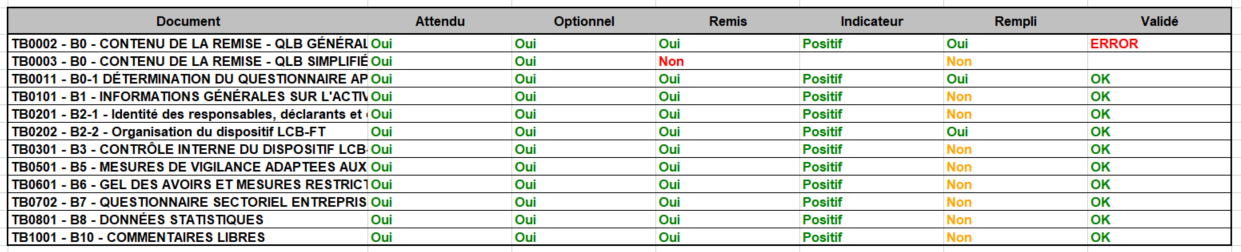 Document Attendu Optionnel Remis Indicateur Rempli Validé
TB0002 - B0 - CONTENU DE LA REMISE - QLB GÉNÉRAL Oui Oui Oui Positif Oui ERROR
TB0003 - B0 - CONTENU DE LA REMISE - QLB SIMPLIFIÉ Oui Oui Non Non
TB0011 - B0-1 DÉTERMINATION DU QUESTIONNAIRE AP Oui Oui Oui Positif Oui OK
TB0101 - B1 - INFORMATIONS GÉNÉRALES SUR L'ACTIV Oui Oui Oui Positif Non OK
TB0201 - B2-1 - Identité des responsables, déclarants et Oui Oui Oui Positif Non OK
TB0202 - B2-2 - Organisation du dispositif LCB-FT Oui Oui Oui Positif Oui OK
TB0301 - B3 - CONTRÔLE INTERNE DU DISPOSITIF LCB- Oui Oui Oui Positif Non OK
TB0501 - B5 - MESURES DE VIGILANCE ADAPTEES AUX Oui Oui Oui Positif Non OK
TB0601 - B6 - GEL DES AVOIRS ET MESURES RESTRICT Oui Oui Oui Positif Non OK
TB0702 - B7 - QUESTIONNAIRE SECTORIEL ENTREPRIS Oui Oui Oui Positif Non OK
TB0801 - B8 - DONNÉES STATISTIQUES Oui Oui Oui Positif Non OK
TB1001 - B10 - COMMENTAIRES LIBRES Oui Oui Oui Positif Non OK